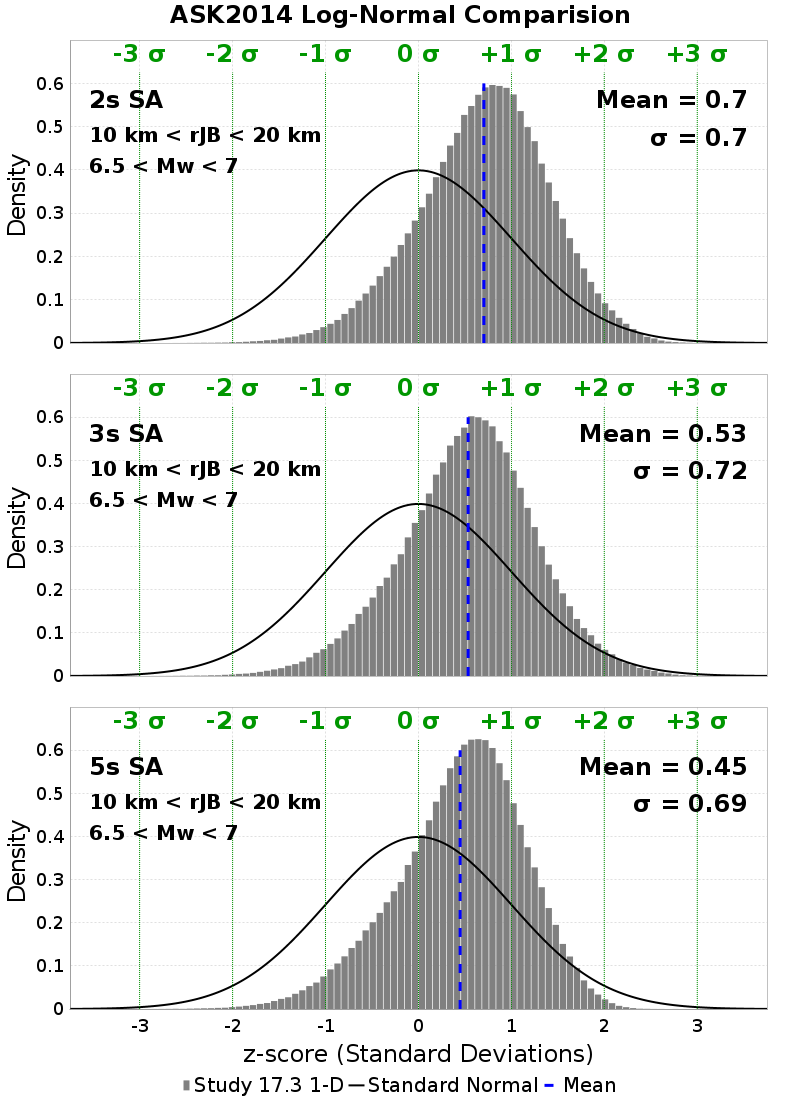 ASK2014 Log-Normal Comparision
-3 σ -2 σ -1 σ 0 σ +1 σ +2 σ +3 σ
2s SA
10 km < rJB < 20 km
6.5 < Mw < 7
Mean = 0.7
σ = 0.7
Density
0.6
0.5
0.4
0.3
0.2
0.1
0
-3 σ -2 σ -1 σ 0 σ +1 σ +2 σ +3 σ
3s SA
10 km < rJB < 20 km
6.5 < Mw < 7
Mean = 0.53
σ = 0.72
Density
0.6
0.5
0.4
0.3
0.2
0.1
0
-3 σ -2 σ -1 σ 0 σ +1 σ +2 σ +3 σ
5s SA
10 km < rJB < 20 km
6.5 < Mw < 7
Mean = 0.45
σ = 0.69
Density
0.6
0.5
0.4
0.3
0.2
0.1
0
-3 -2 -1 0 1 2 3
z-score (Standard Deviations)
Study 17.3 1-D Standard Normal Mean